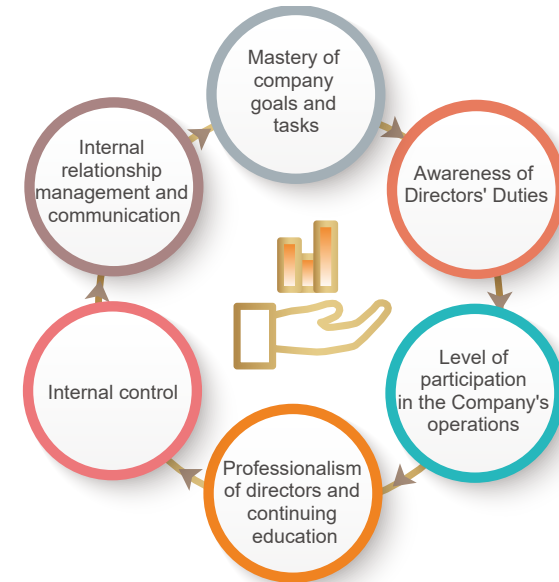 Mastery of
company
goals and
tasks
Awareness of
Directors' Duties
Level of
participation
in the Company's
operations
Professionalism
of directors and
continuing
education
Internal control
Internal
relationship
management and
communication